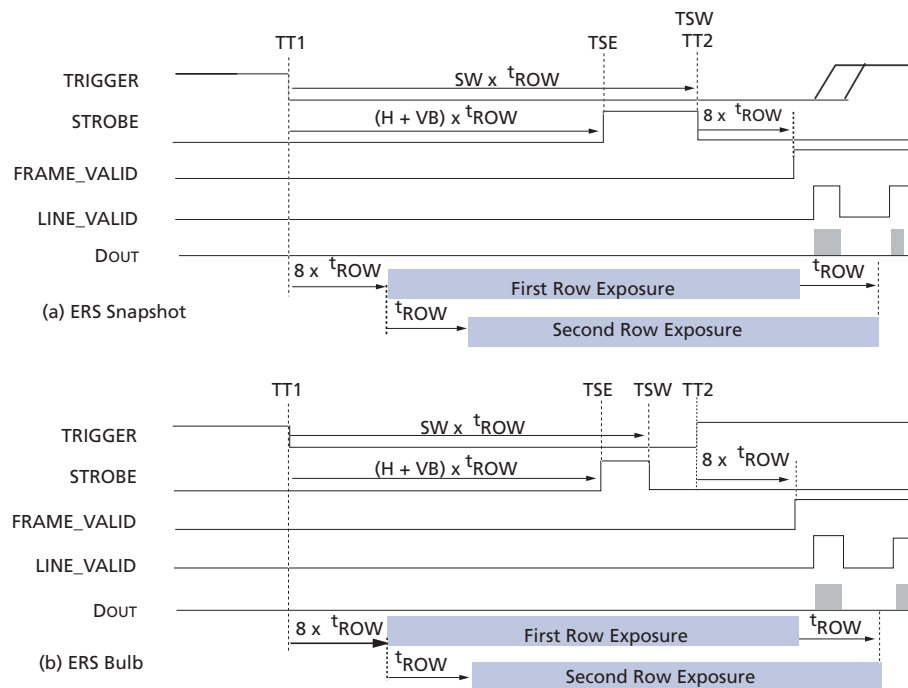 TSW
TT1 TSE TT2
TRIGGER
SW x tROW
STROBE
(H + VB) x tROW
8 x tROW
FRAME_VALID
LINE_VALID
DOUT
8 x tROW
First Row Exposure
tROW
(a) ERS Snapshot
tROW
Second Row Exposure
TT1 TSE TSW TT2
TRIGGER
SW x tROW
STROBE
(H + VB) x tROW
8 x tROW
FRAME_VALID
LINE_VALID
DOUT
8 x tROW
First Row Exposure
tROW
(b) ERS Bulb
tROW
Second Row Exposure